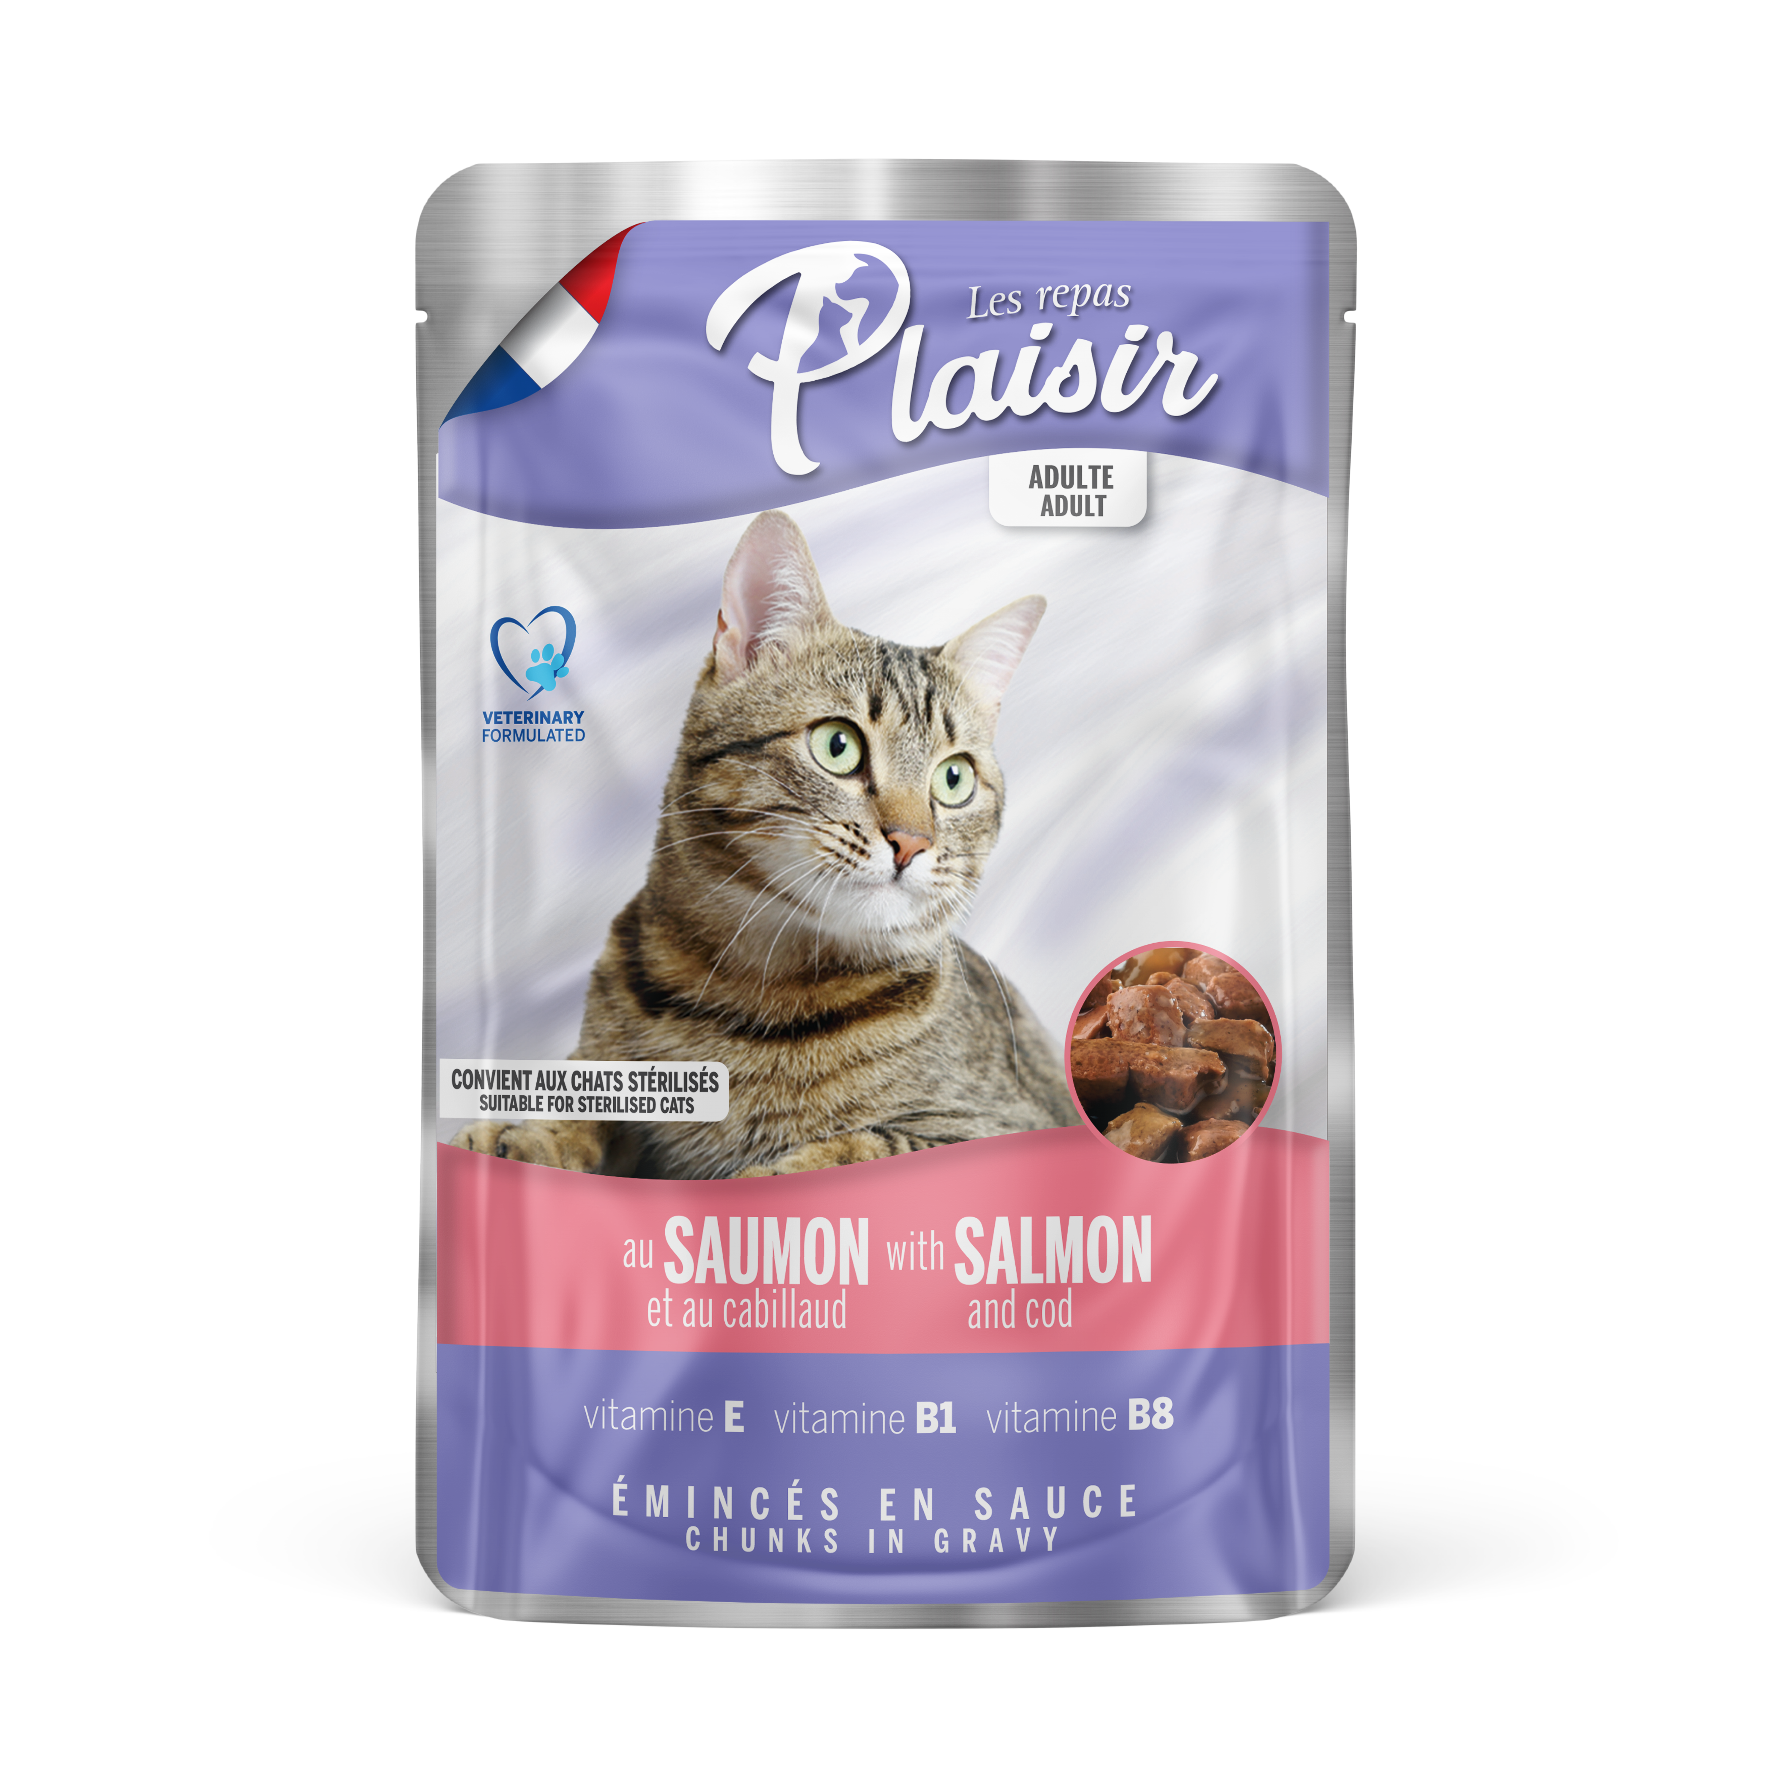 Les repas
Plaisir
ADULTE
ADULT
VETERINARY
FORMULATED
CONVIENT AUX CHATS STÉRILISÉS
SUITABLE FOR STERILISED CATS
au SAUMON with SALMON
et au cabillaud and cod
vitamine E vitamine B1 vitamine B8
ÉMINCÉS EN SAUCE
CHUNKS IN GRAVY